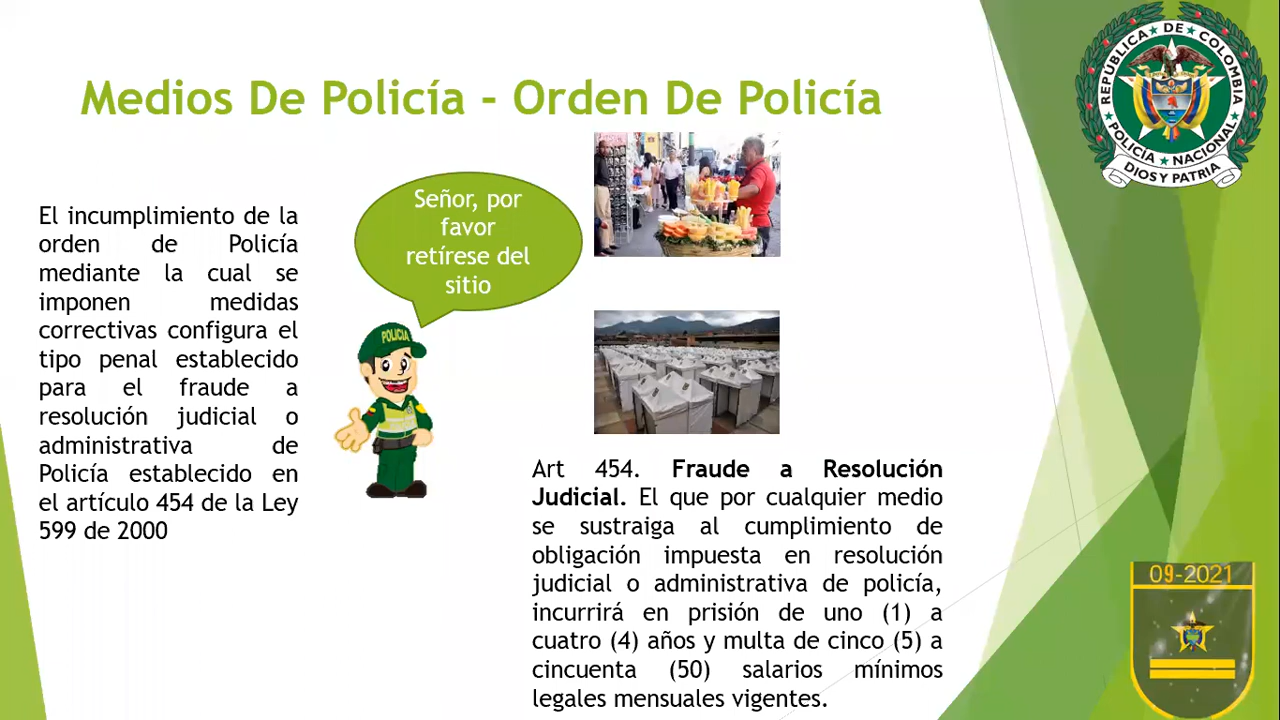 Medios De Policía - Orden De Policía
REPÚBLICA DE COLOMBIA
POLICÍA NACIONAL
DIOS Y PATRIA
El incumplimiento de la
orden de Policía
mediante la cual se
imponen medidas
correctivas configura el
tipo penal establecido
para el fraude a
resolución judicial o
administrativa de
Policía establecido en
el artículo 454 de la Ley
599 de 2000
Señor, por
favor
retírese del
sitio
POLICIA
Art 454. Fraude a Resolución
Judicial. El que por cualquier medio
se sustraiga al cumplimiento de
obligación impuesta en resolución
judicial o administrativa de policía,
incurrirá en prisión de uno (1) a
cuatro (4) años y multa de cinco (5) a
cincuenta (50) salarios mínimos
legales mensuales vigentes.
09-2021